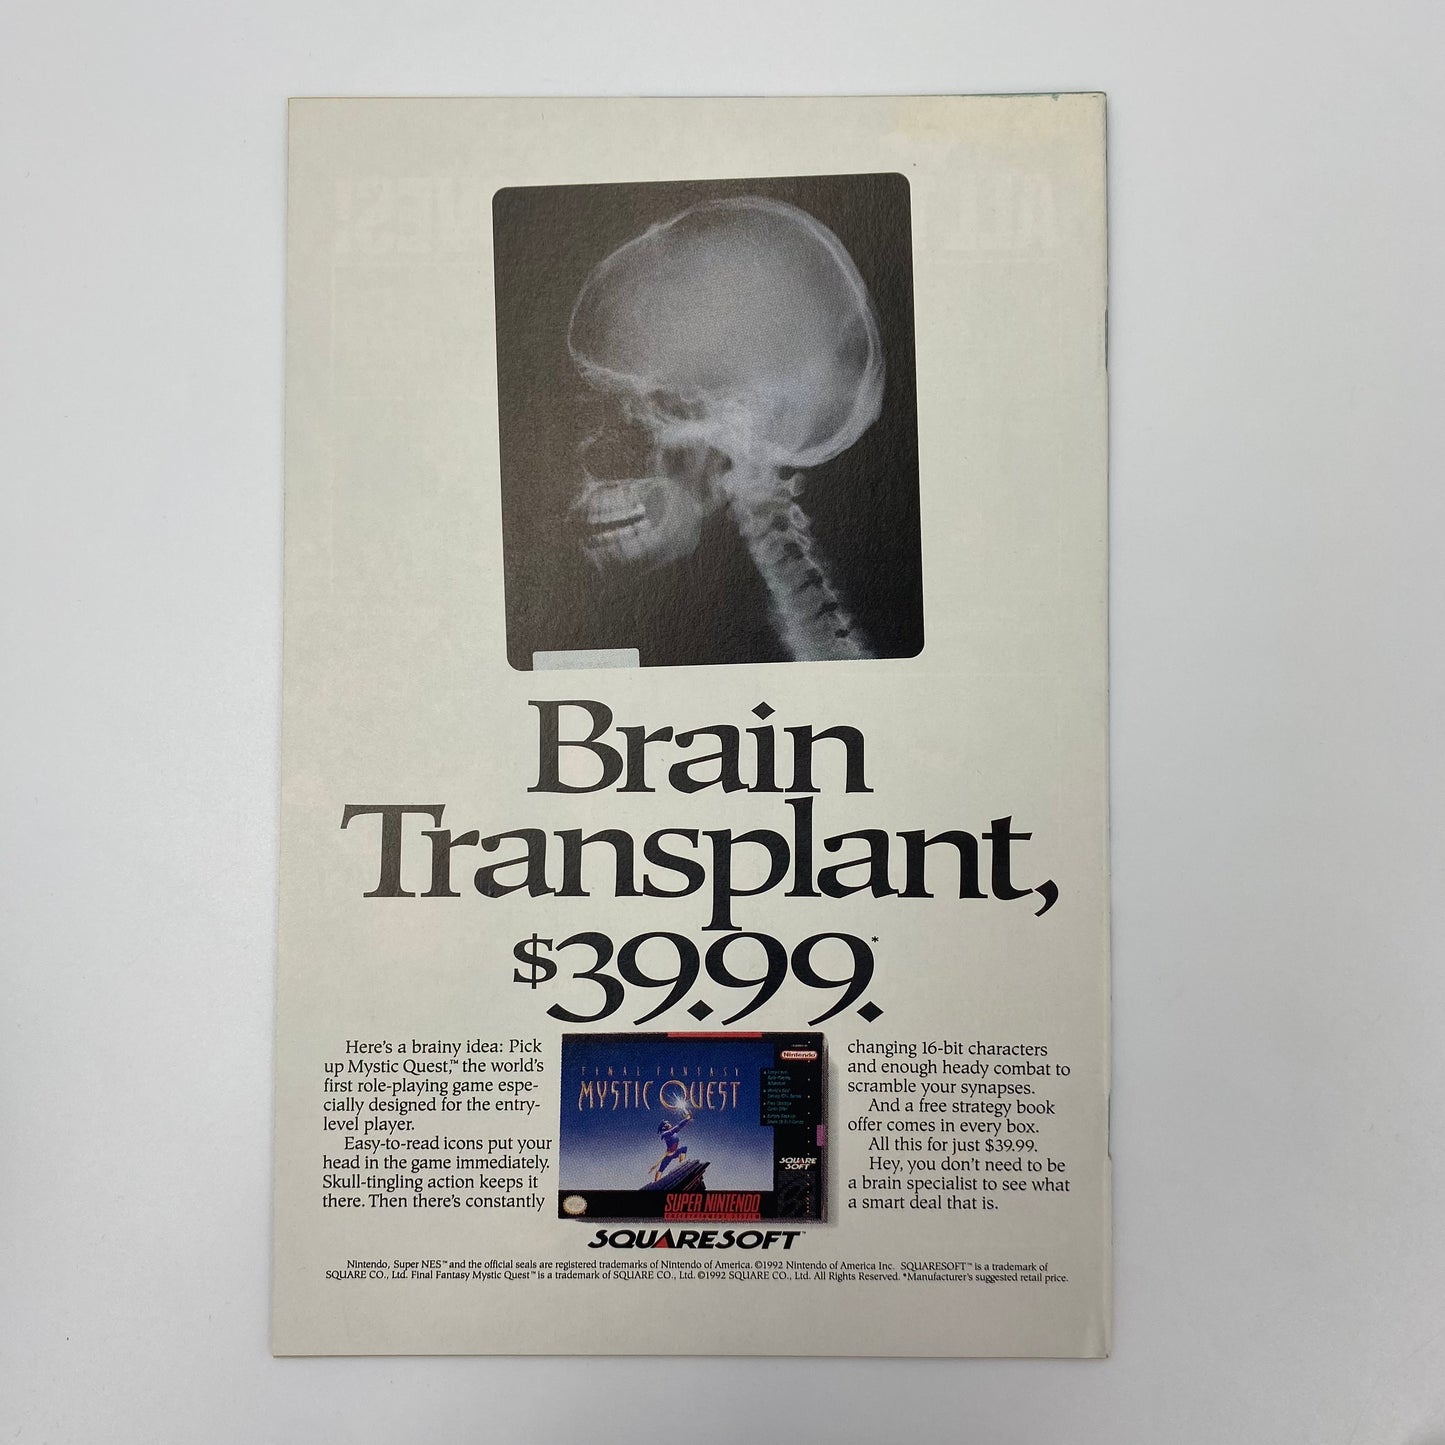 Brain
Transplant,
$39.99.*
Here's a brainy idea: Pick
up Mystic Quest,™ the world's
first role-playing game espe-
cially designed for the entry-
level player.
Easy-to-read icons put your
head in the game immediately.
Skull-tingling action keeps it
there. Then there's constantly
FINAL FANTASY
MYSTIC QUEST
Nintendo
SQUARE
SOFT
SUPER NINTENDO
ENTERTAINMENT SYSTEM
SQUARESOFT™
changing 16-bit characters
and enough heady combat to
scramble your synapses.
And a free strategy book
offer comes in every box.
All this for just $39.99.
Hey, you don't need to be
a brain specialist to see what
a smart deal that is.
Nintendo, Super NES™ and the official seals are registered trademarks of Nintendo of America. ©1992 Nintendo of America Inc. SQUARESOFT™ is a trademark of
SQUARE CO., Ltd. Final Fantasy Mystic Quest™ is a trademark of SQUARE CO., Ltd. ©1992 SQUARE CO., Ltd. All Rights Reserved. *Manufacturer's suggested retail price.